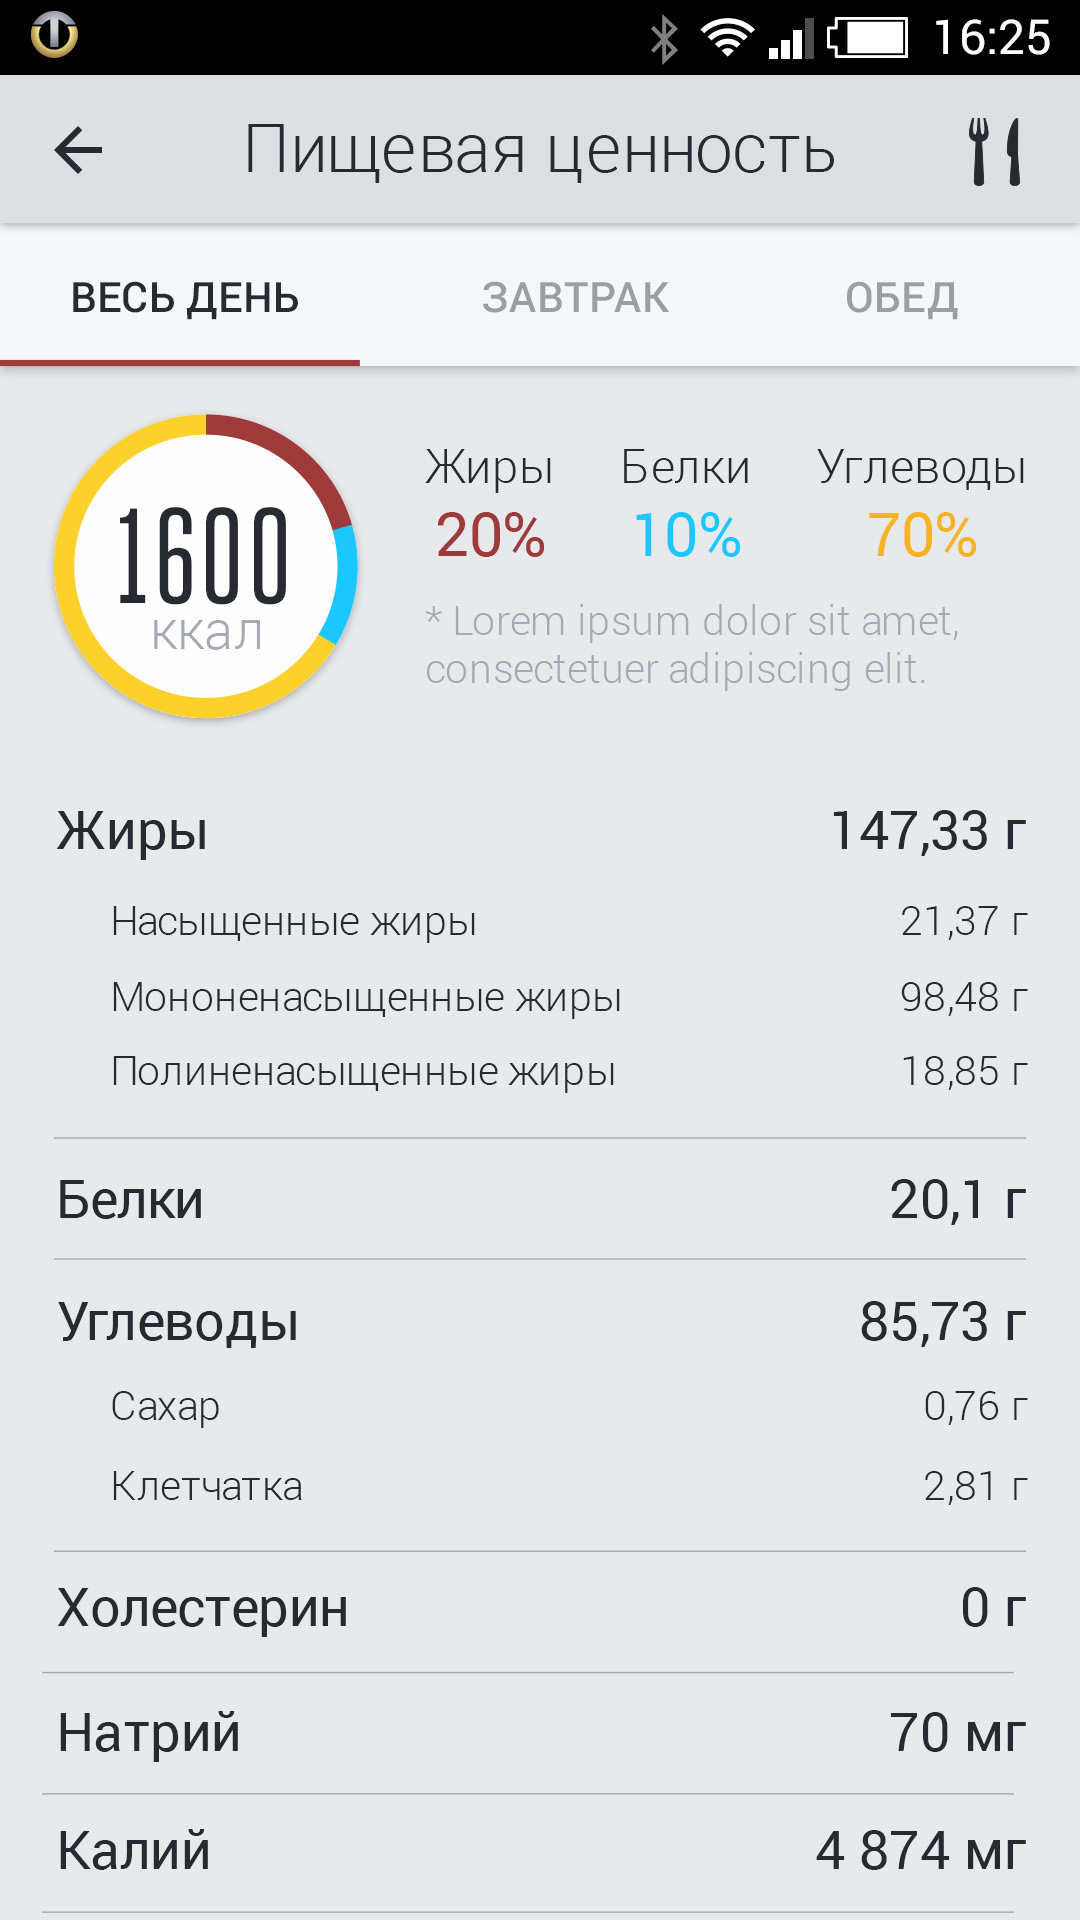 16:25
Пищевая ценность
ВЕСЬ ДЕНЬ ЗАВТРАК ОБЕД
1600
ккал
Жиры Белки Углеводы
20% 10% 70%
* Lorem ipsum dolor sit amet,
consectetuer adipiscing elit.
Жиры 147,33 г
Насыщенные жиры 21,37 г
Мононенасыщенные жиры 98,48 г
Полиненасыщенные жиры 18,85 г
Белки 20,1 г
Углеводы 85,73 г
Сахар 0,76 г
Клетчатка 2,81 г
Холестерин 0 г
Натрий 70 мг
Калий 4 874 мг